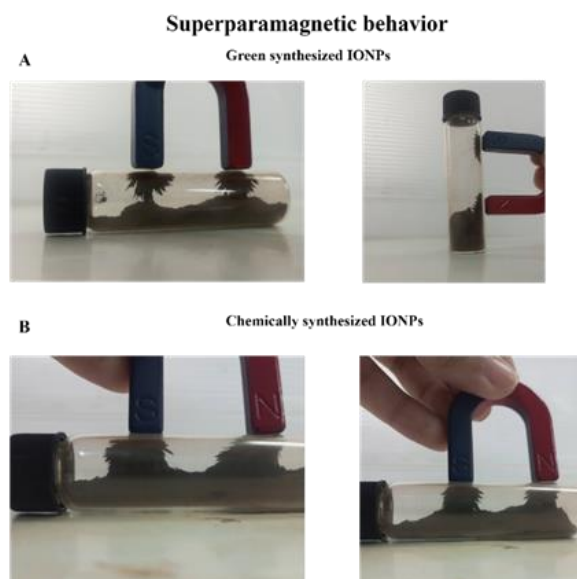 Superparamagnetic behavior
A
Green synthesized IONPs
S
B
Chemically synthesized IONPs
S
N
S
N